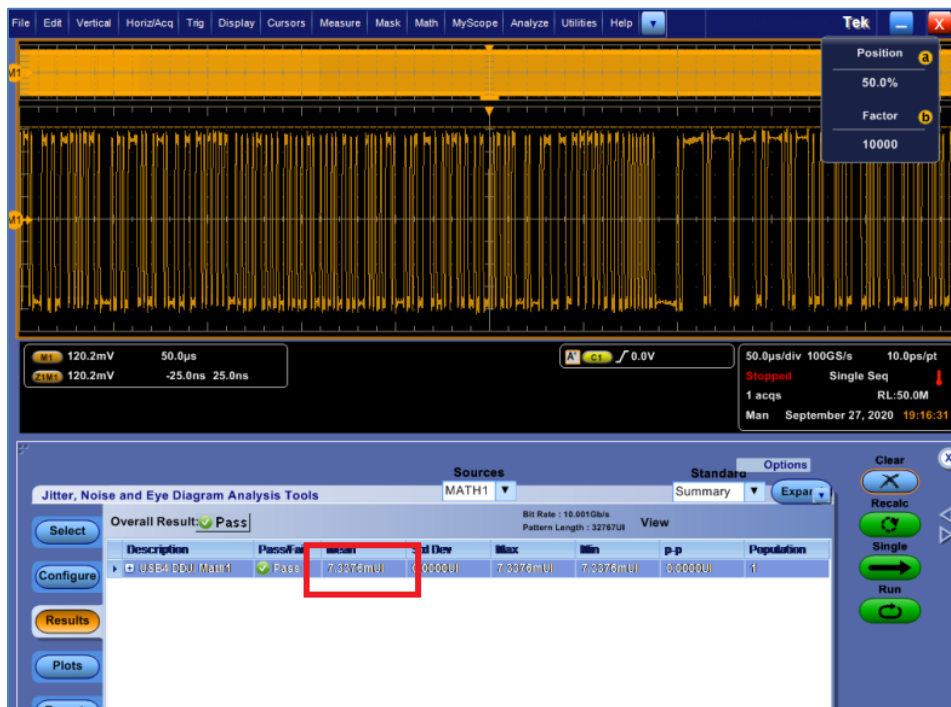 File Edit Vertical Horiz/Acq Trig Display Cursors Measure Mask Math MyScope Analyze Utilities Help Tek X
Position a
50.0%
Factor b
10000
M1
M1
M1 120.2mV 50.0µs
Z1M1 120.2mV -25.0ns 25.0ns
A' C1 0.0V
50.0µs/div 100GS/s 10.0ps/pt
Stopped Single Seq
1 acqs RL:50.0M
Man September 27, 2020 19:16:31
Jitter, Noise and Eye Diagram Analysis Tools
Sources
MATH1
Standard
Summary
Options
Expan
Clear
X
Recalc
Single
Run
Select
Configure
Results
Plots
Overall Result: Pass
Bit Rate : 10.001Gb/s
Pattern Length : 32767UI
View
Description Pass/Fai Mean Std Dev Max Min p-p Population
USB4 DDJ, Math1 Pass 7.3376mUI 0.0000UI 7.3376mUI 7.3376mUI 0.0000UI 1